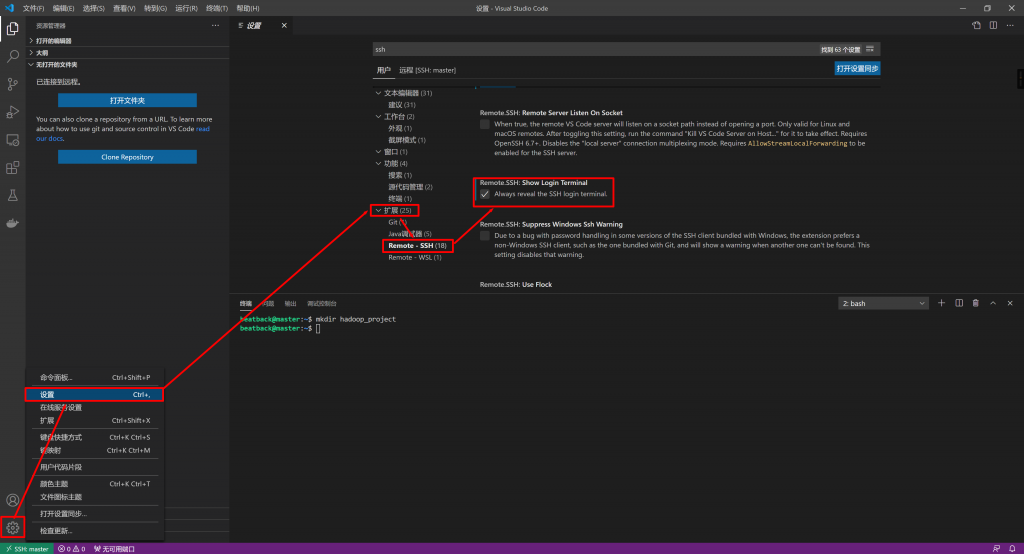 文件(F) 编辑(E) 选择(S) 查看(V) 转到(G) 运行(R) 终端(T) 帮助(H)
设置 - Visual Studio Code
资源管理器
打开的编辑器
大纲
无打开的文件夹
已连接到远程。
打开文件夹
You can also clone a repository from a URL. To learn more
about how to use git and source control in VS Code read
our docs.
Clone Repository
设置
ssh
找到 63 个设置
用户 远程 [SSH: master]
打开设置同步
文本编辑器 (31)
建议 (31)
工作台 (2)
外观 (1)
截屏模式 (1)
窗口 (1)
功能 (4)
搜索 (1)
源代码管理 (2)
终端 (1)
扩展 (25)
Git (1)
Java调试器 (5)
Remote - SSH (18)
Remote - WSL (1)
Remote.SSH: Remote Server Listen On Socket
When true, the remote VS Code server will listen on a socket path instead of opening a port. Only valid for Linux and
macOS remotes. After toggling this setting, run the command "Kill VS Code Server on Host..." for it to take effect. Requires
OpenSSH 6.7+. Disables the "local server" connection multiplexing mode. Requires AllowStreamLocalForwarding to be
enabled for the SSH server.
Remote.SSH: Show Login Terminal
Always reveal the SSH login terminal.
Remote.SSH: Suppress Windows Ssh Warning
Due to a bug with password handling in some versions of the SSH client bundled with Windows, the extension prefers a
non-Windows SSH client, such as the one bundled with Git, and will show a warning when another one can't be found. This
setting disables that warning.
Remote.SSH: Use Flock
终端 问题 输出 调试控制台
2: bash
beatback@master:~$ mkdir hadoop_project
beatback@master:~$
命令面板... Ctrl+Shift+P
设置 Ctrl+,
在线服务设置
扩展 Ctrl+Shift+X
键盘快捷方式 Ctrl+K Ctrl+S
键映射 Ctrl+K Ctrl+M
用户代码片段
颜色主题 Ctrl+K Ctrl+T
文件图标主题
打开设置同步...
检查更新...
SSH: master 0 0 无可用端口